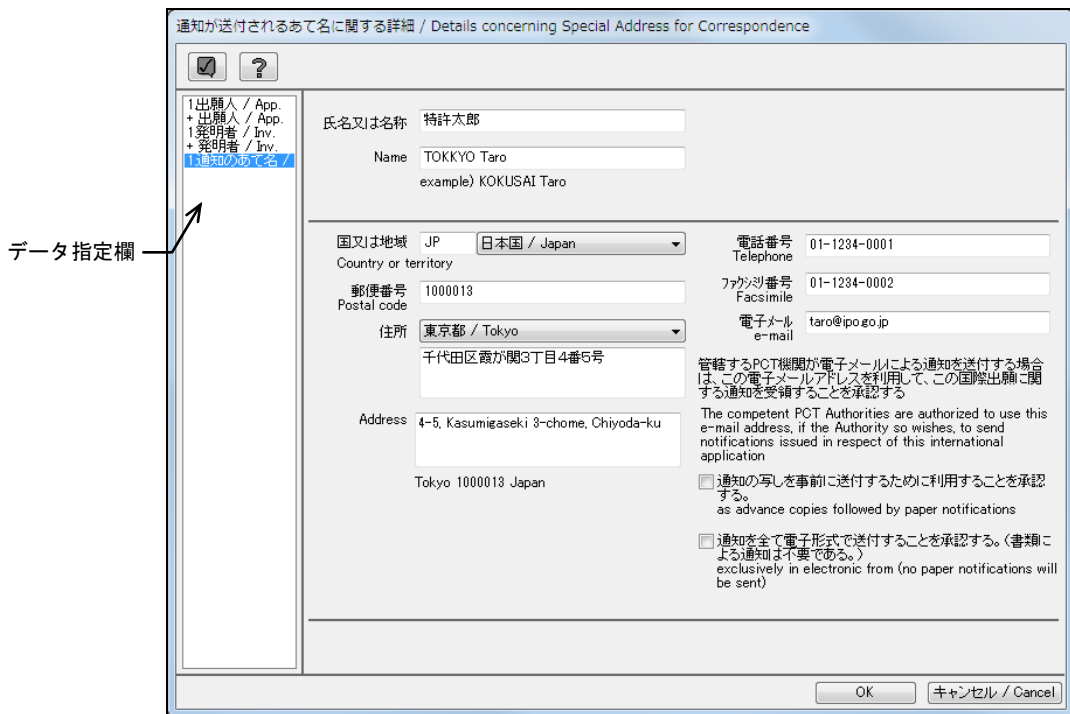 通知が送付されるあて名に関する詳細 / Details concerning Special Address for Correspondence
?
1出願人 / App.
+ 出願人 / App.
1発明者 / Inv.
+ 発明者 / Inv.
1通知のあて名 /
データ指定欄
氏名又は名称 特許太郎
Name TOKKYO Taro
example) KOKUSAI Taro
国又は地域 JP 日本国 / Japan
Country or territory
郵便番号 1000013
Postal code
住所 東京都 / Tokyo
千代田区霞が関3丁目4番5号
Address 4-5, Kasumigaseki 3-chome, Chiyoda-ku
Tokyo 1000013 Japan
電話番号 01-1234-0001
Telephone
ファクシミリ番号 01-1234-0002
Facsimile
電子メール taro@ipo.go.jp
e-mail
管轄するPCT機関が電子メールによる通知を送付する場合
は、この電子メールアドレスを利用して、この国際出願に関
する通知を受領することを承認する
The competent PCT Authorities are authorized to use this
e-mail address, if the Authority so wishes, to send
notifications issued in respect of this international
application
通知の写しを事前に送付するために利用することを承認
する。
as advance copies followed by paper notifications
通知を全て電子形式で送付することを承認する。(書類に
よる通知は不要である。)
exclusively in electronic from (no paper notifications will
be sent)
OK キャンセル / Cancel